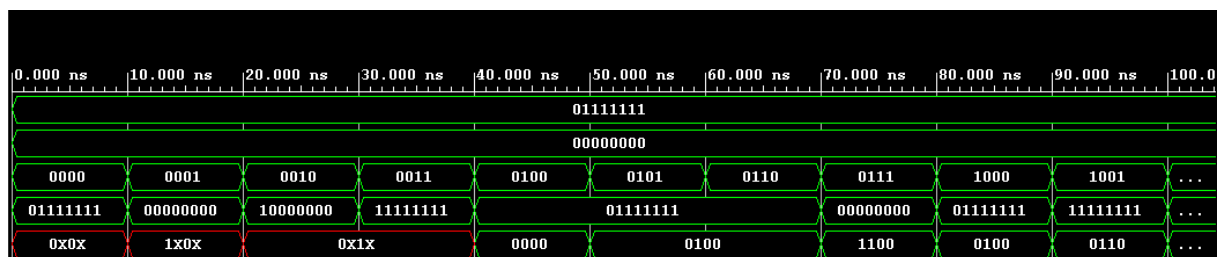 0.000 ns 10.000 ns 20.000 ns 30.000 ns 40.000 ns 50.000 ns 60.000 ns 70.000 ns 80.000 ns 90.000 ns 100.0
01111111
00000000
0000 0001 0010 0011 0100 0101 0110 0111 1000 1001 ...
01111111 00000000 10000000 11111111 01111111 00000000 01111111 11111111 ...
0x0x 1x0x 0x1x 0000 0100 1100 0100 0110 ...